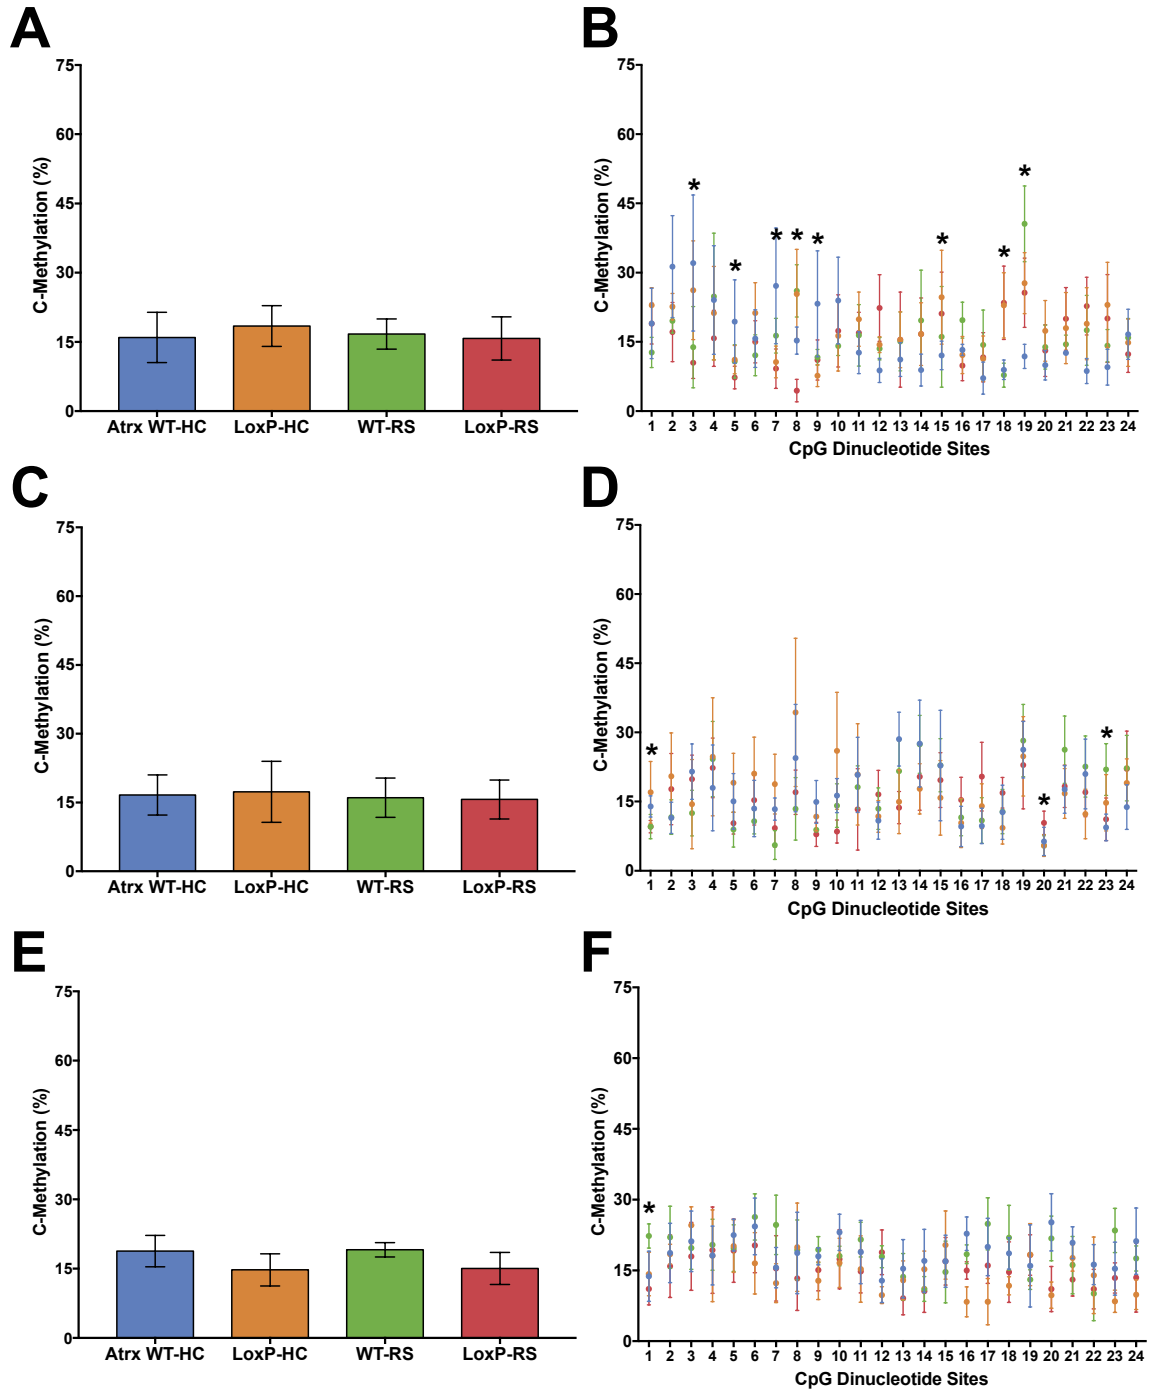 A
B
C-Methylation (%)
75
60
45
30
15
0
Atrx WT-HC LoxP-HC WT-RS LoxP-RS
C-Methylation (%)
75
60
45
30
15
0
* * * * * * * *
1 2 3 4 5 6 7 8 9 10 11 12 13 14 15 16 17 18 19 20 21 22 23 24
CpG Dinucleotide Sites
C
D
C-Methylation (%)
75
60
45
30
15
0
Atrx WT-HC LoxP-HC WT-RS LoxP-RS
C-Methylation (%)
75
60
45
30
15
0
* * *
1 2 3 4 5 6 7 8 9 10 11 12 13 14 15 16 17 18 19 20 21 22 23 24
CpG Dinucleotide Sites
E
F
C-Methylation (%)
75
60
45
30
15
0
Atrx WT-HC LoxP-HC WT-RS LoxP-RS
C-Methylation (%)
75
60
45
30
15
0
*
1 2 3 4 5 6 7 8 9 10 11 12 13 14 15 16 17 18 19 20 21 22 23 24
CpG Dinucleotide Sites